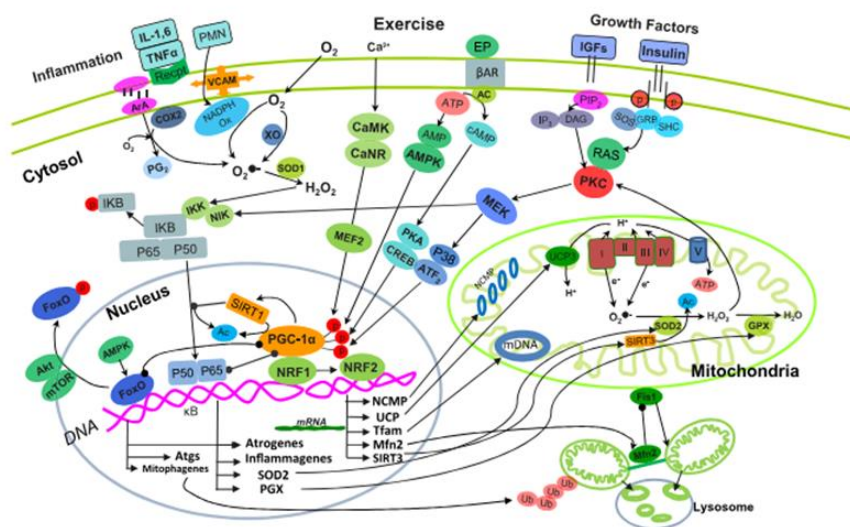 Exercise
Growth Factors
Inflammation
IL-1,6
TNFα
Recpt
PMN
VCAM
O₂
Ca²⁺
EP
βAR
AC
IGFs
Insulin
ArA
COX2
NADPH
Ox
O₂
XO
ATP
AMP
AMPK
cAMP
CaMK
CaNR
PIP₂
IP₃
DAG
P
P
SOS
GRB
SHC
RAS
PKC
O₂
PG₂
Cytosol
O₂•-
SOD1
H₂O₂
P
IKB
IKK
NIK
IKB
P65
P50
MEF2
PKA
CREB
ATF₂
P38
MEK
H⁺
UCP3
I
II
III
IV
V
H⁺
e⁻
e⁻
ATP
NCMP
O₂•-
SOD2
Ac
H₂O₂
GPX
H₂O
SIRT3
mDNA
Mitochondria
Nucleus
FoxO
P
SIRT1
Ac
PGC-1α
P
P
P
Akt
mTOR
AMPK
FoxO
P50
P65
κB
NRF1
NRF2
DNA
mRNA
NCMP
UCP
Tfam
Mfn2
SIRT3
Atrogenes
Inflammagenes
SOD2
PGX
Atgs
Mitophagenes
Fis1
Mfn2
Ub
Ub
Ub
Ub
Lysosome